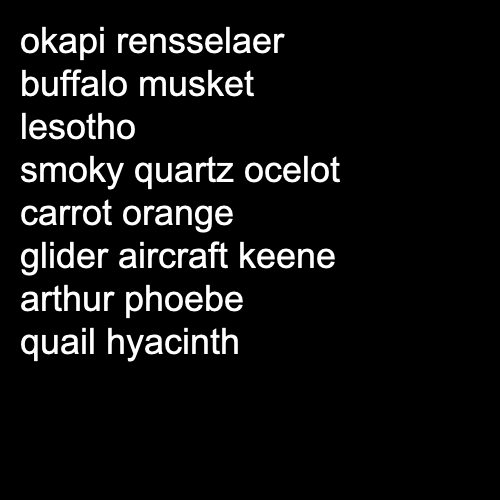 okapi rensselaer
buffalo musket
lesotho
smoky quartz ocelot
carrot orange
glider aircraft keene
arthur phoebe
quail hyacinth